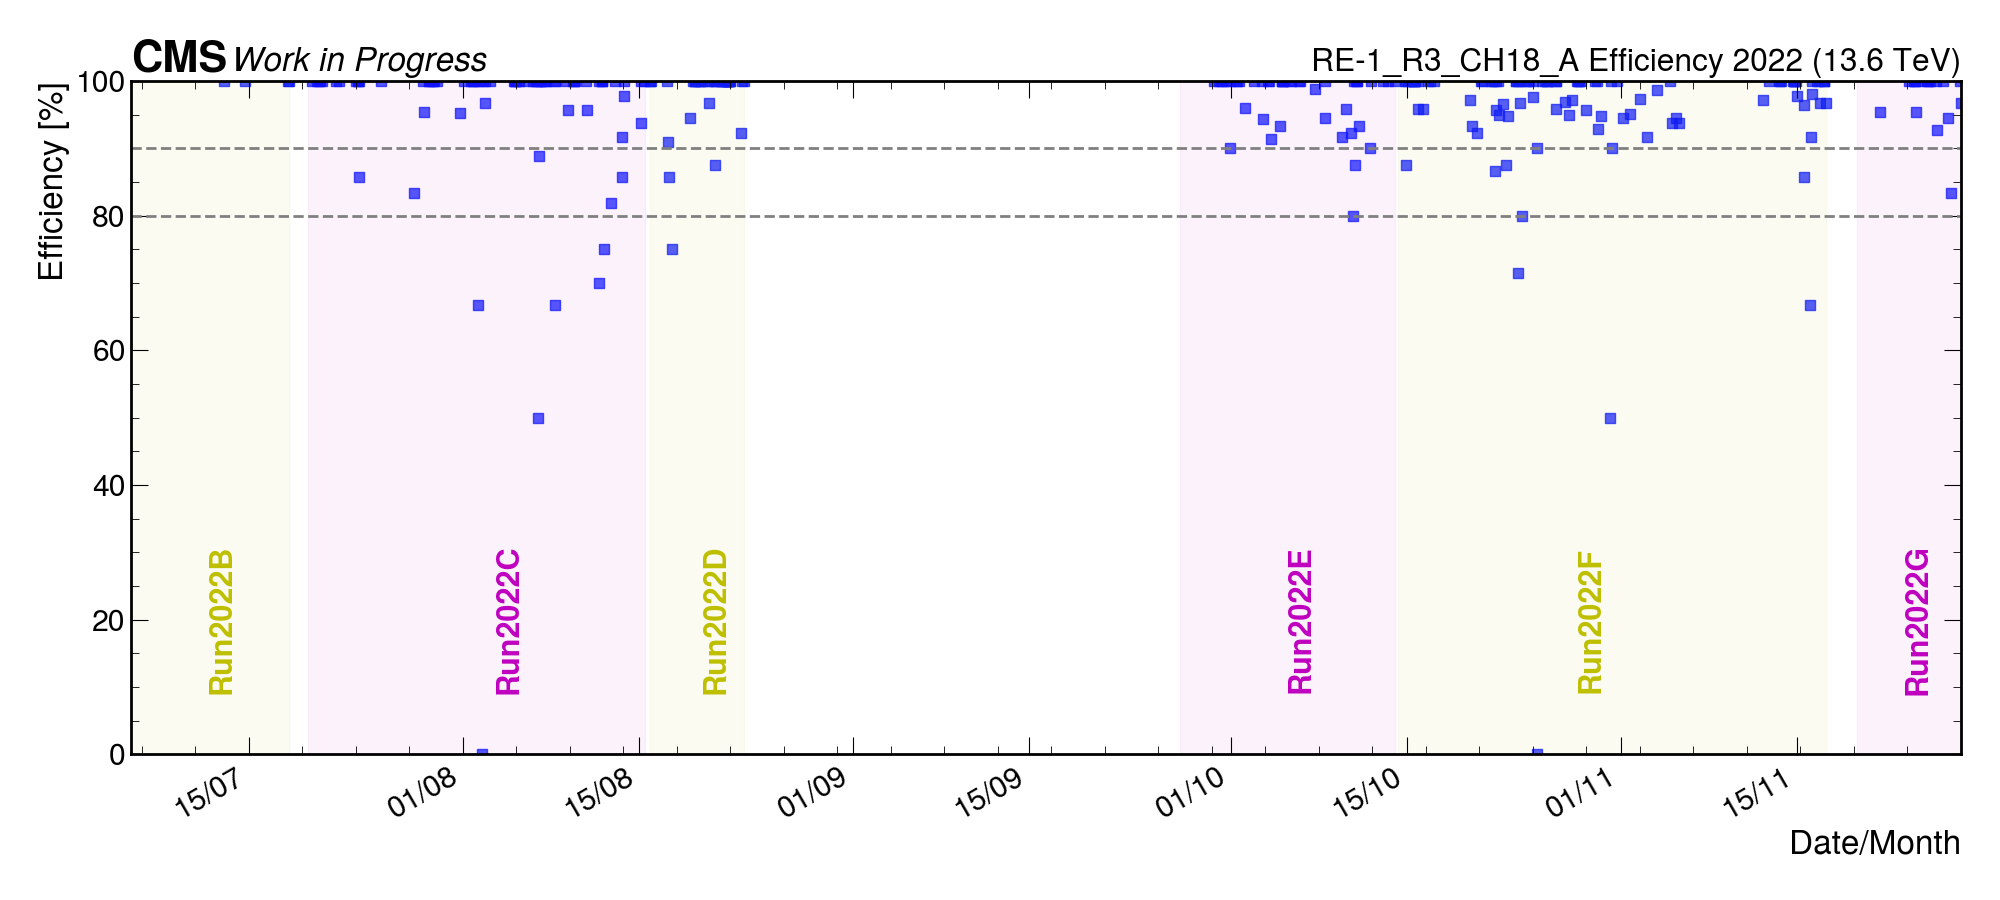 CMS Work in Progress
RE-1_R3_CH18_A Efficiency 2022 (13.6 TeV)
Efficiency [%]
100
80
60
40
20
0
Run2022B
Run2022C
Run2022D
Run2022E
Run2022F
Run2022G
15/07
01/08
15/08
01/09
15/09
01/10
15/10
01/11
15/11
Date/Month